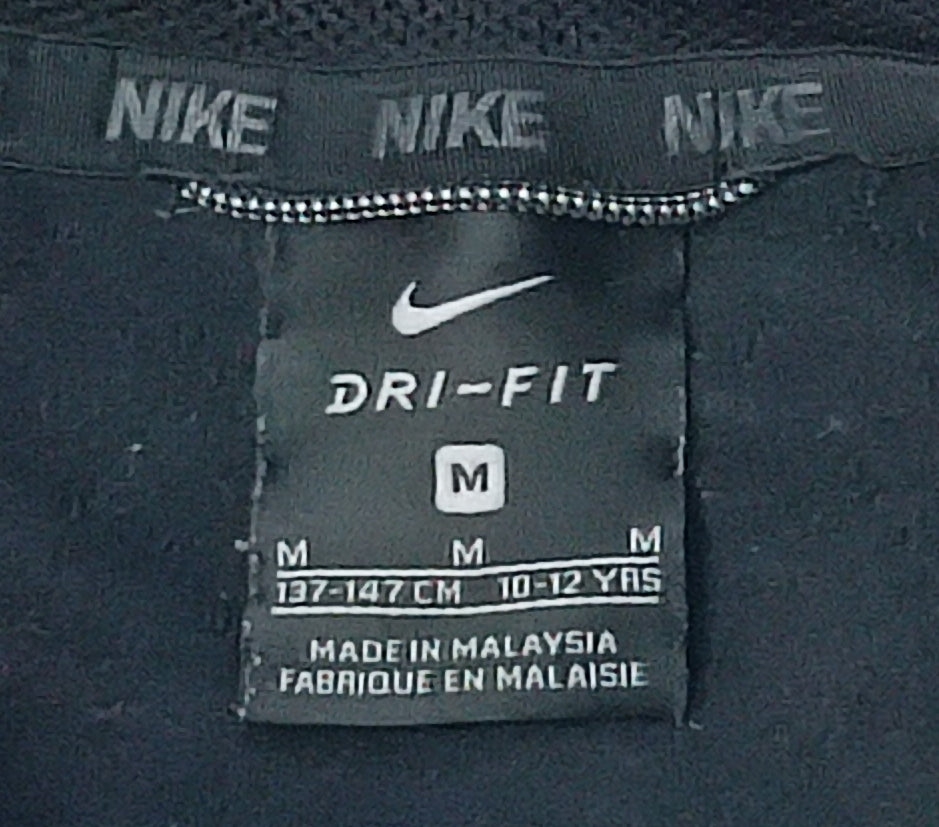 NIKE NIKE NIKE
DRI-FIT
M
M M M
137-147 CM 10-12 YRS
MADE IN MALAYSIA
FABRIQUE EN MALAISIE